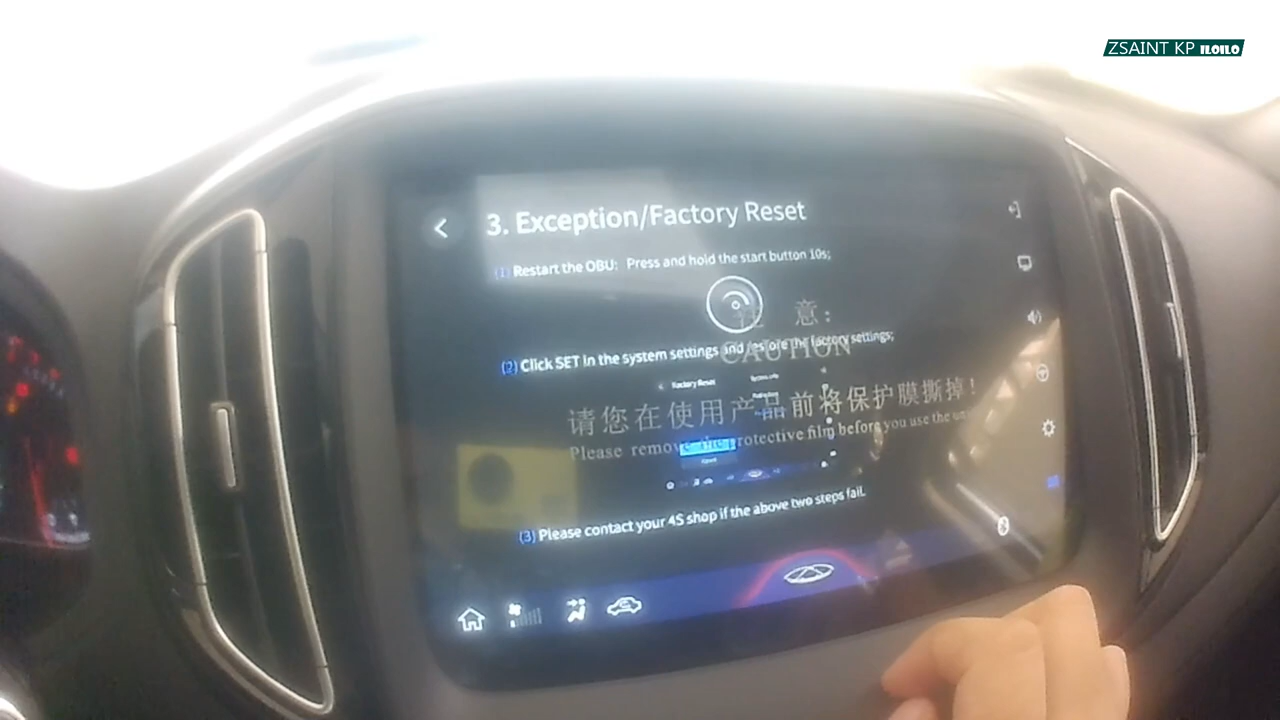 ZSAINT KP ILOILO
3. Exception/Factory Reset
(1) Restart the OBU: Press and hold the start button 10s;
注 意:
(2) Click SET in the system settings and restore the factory settings;
CAUTION
Factory Reset
请您在使用产品前将保护膜撕掉!
Please remove the protective film before you use the
(3) Please contact your 4S shop if the above two steps fail.